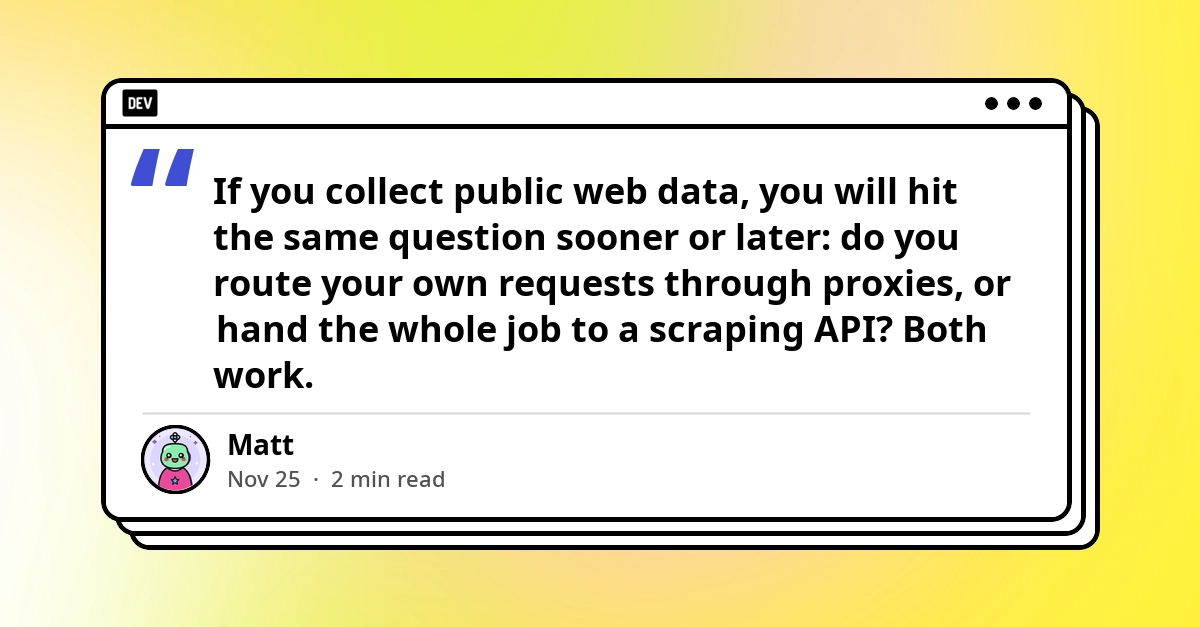 DEV
If you collect public web data, you will hit
the same question sooner or later: do you
route your own requests through proxies, or
hand the whole job to a scraping API? Both
work.
Matt
Nov 25 · 2 min read